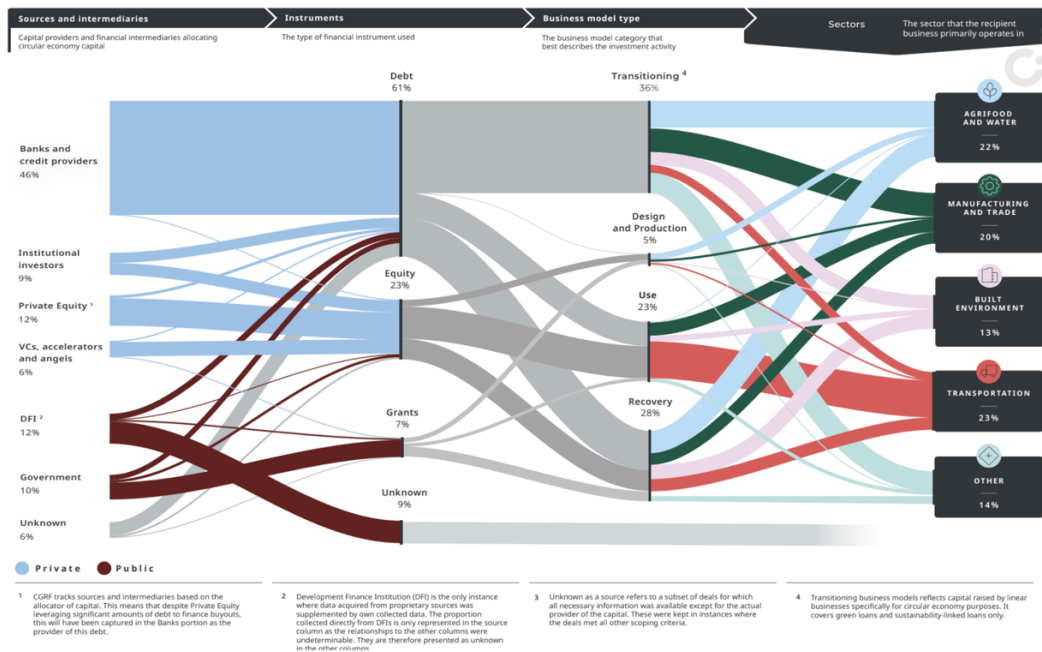 Sources and intermediaries
Capital providers and financial intermediaries allocating
circular economy capital
Instruments
The type of financial instrument used
Business model type
The business model category that
best describes the investment activity
Sectors
The sector that the recipient
business primarily operates in
Banks and
credit providers
46%
Institutional
investors
9%
Private Equity ¹
12%
VCs, accelerators
and angels
6%
DFI ²
12%
Government
10%
Unknown
6%
Debt
61%
Equity
23%
Grants
7%
Unknown
9%
Transitioning ⁴
36%
Design
and Production
5%
Use
23%
Recovery
28%
AGRIFOOD
AND WATER
22%
MANUFACTURING
AND TRADE
20%
BUILT
ENVIRONMENT
13%
TRANSPORTATION
23%
OTHER
14%
Private
Public
1 CGRF tracks sources and intermediaries based on the
allocator of capital. This means that despite Private Equity
leveraging significant amounts of debt to finance buyouts,
this will have been captured in the Banks portion as the
provider of this debt.
2 Development Finance Institution (DFI) is the only instance
where data acquired from proprietary sources was
supplemented by own collected data. The proportion
collected directly from DFIs is only represented in the source
column as the relationships to the other columns were
undeterminable. They are therefore presented as unknown
in the other columns.
3 Unknown as a source refers to a subset of deals for which
all necessary information was available except for the actual
provider of the capital. These were kept in instances where
the deals met all other scoping criteria.
4 Transitioning business models reflects capital raised by linear
businesses specifically for circular economy purposes. It
covers green loans and sustainability-linked loans only.